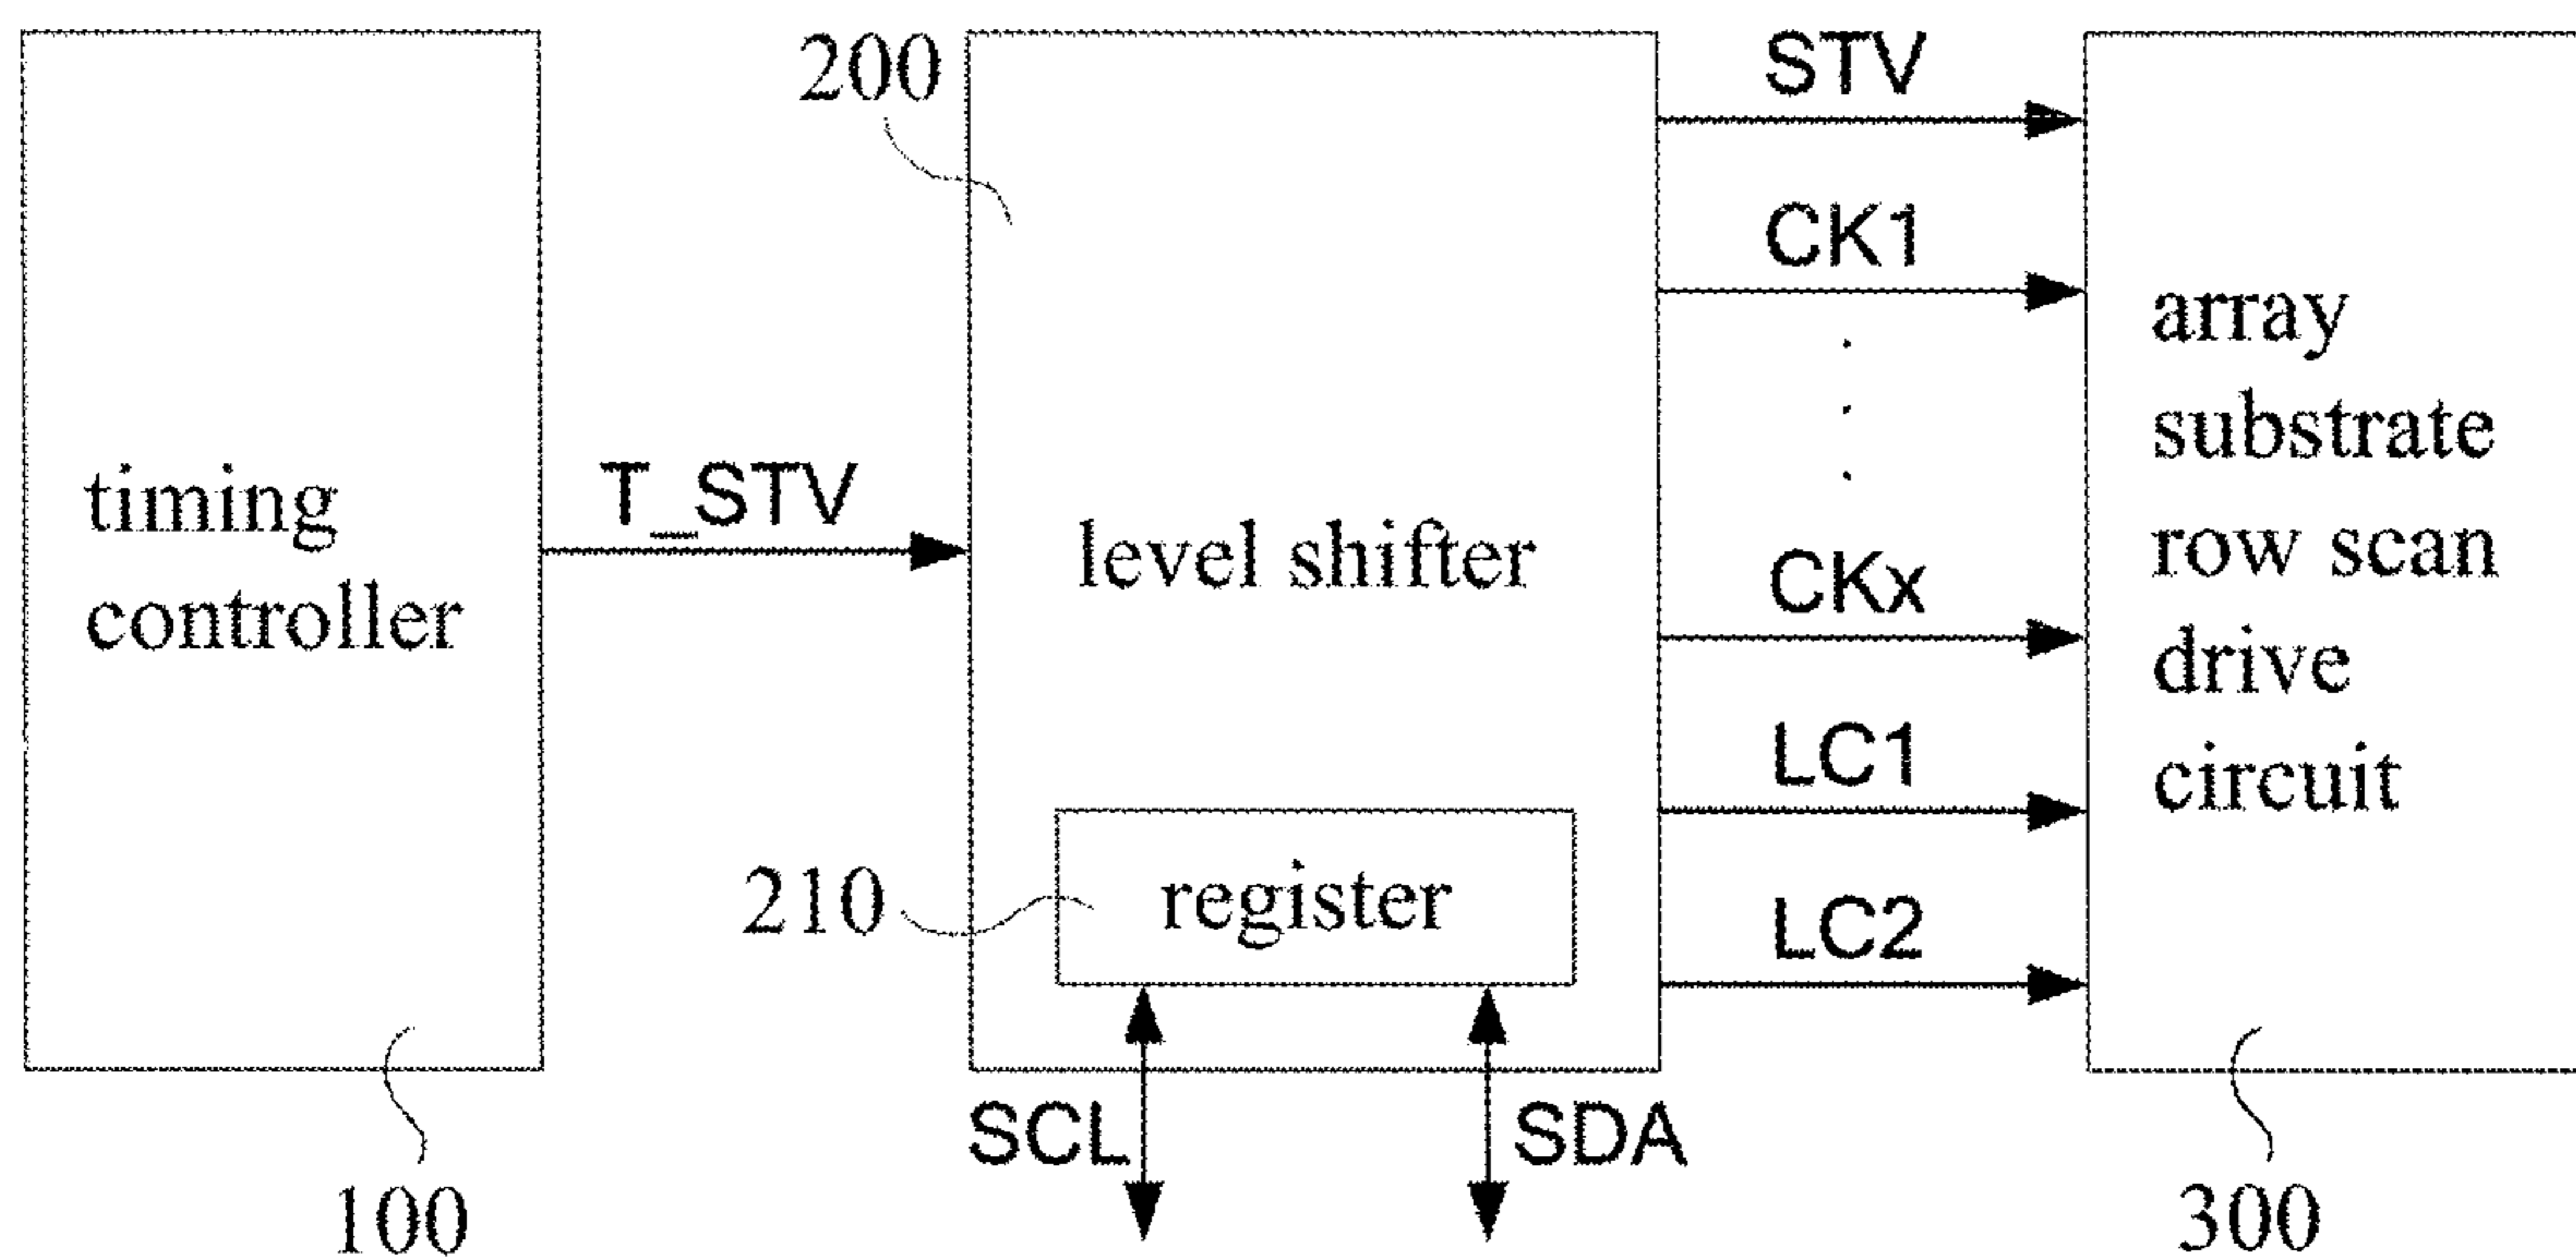 timing
controller
100
T_STV
200
level shifter
210
register
SCL
SDA
STV
CK1
CKx
LC1
LC2
array
substrate
row scan
drive
circuit
300